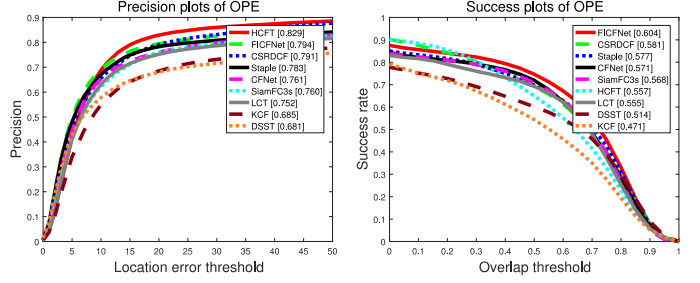 Precision plots of OPE
0.9
0.8
0.7
0.6
0.5
0.4
0.3
0.2
0.1
0
Precision
HCFT [0.829]
FICFNet [0.794]
CSRDCF [0.791]
Staple [0.783]
CFNet [0.761]
SiamFC3s [0.760]
LCT [0.752]
KCF [0.685]
DSST [0.681]
0 5 10 15 20 25 30 35 40 45 50
Location error threshold
Success plots of OPE
1
0.9
0.8
0.7
0.6
0.5
0.4
0.3
0.2
0.1
0
Success rate
FICFNet [0.604]
CSRDCF [0.581]
Staple [0.577]
CFNet [0.571]
SiamFC3s [0.568]
HCFT [0.557]
LCT [0.555]
DSST [0.514]
KCF [0.471]
0 0.1 0.2 0.3 0.4 0.5 0.6 0.7 0.8 0.9 1
Overlap threshold